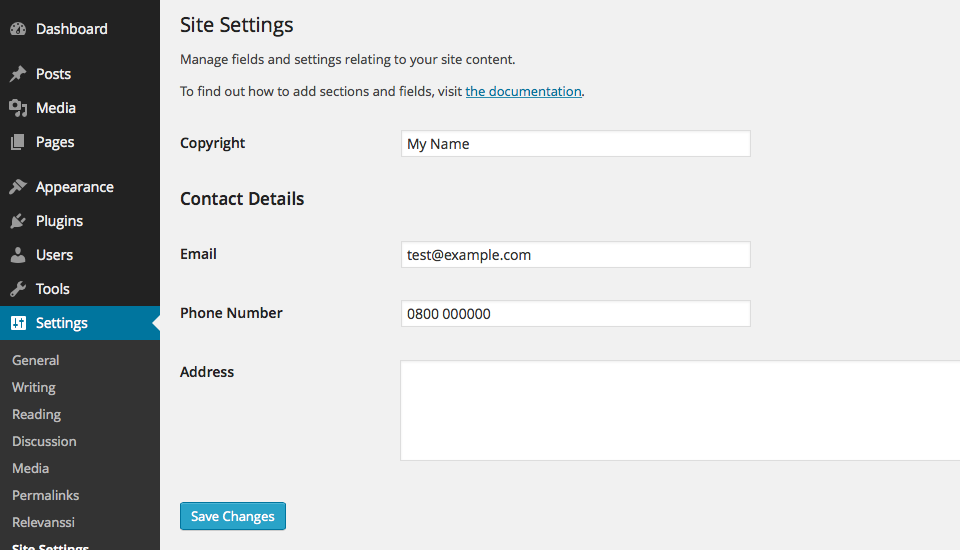 Dashboard
Posts
Media
Pages
Appearance
Plugins
Users
Tools
Settings
General
Writing
Reading
Discussion
Media
Permalinks
Relevanssi
Site Settings
Site Settings
Manage fields and settings relating to your site content.
To find out how to add sections and fields, visit the documentation.
Copyright
My Name
Contact Details
Email
test@example.com
Phone Number
0800 000000
Address
Save Changes